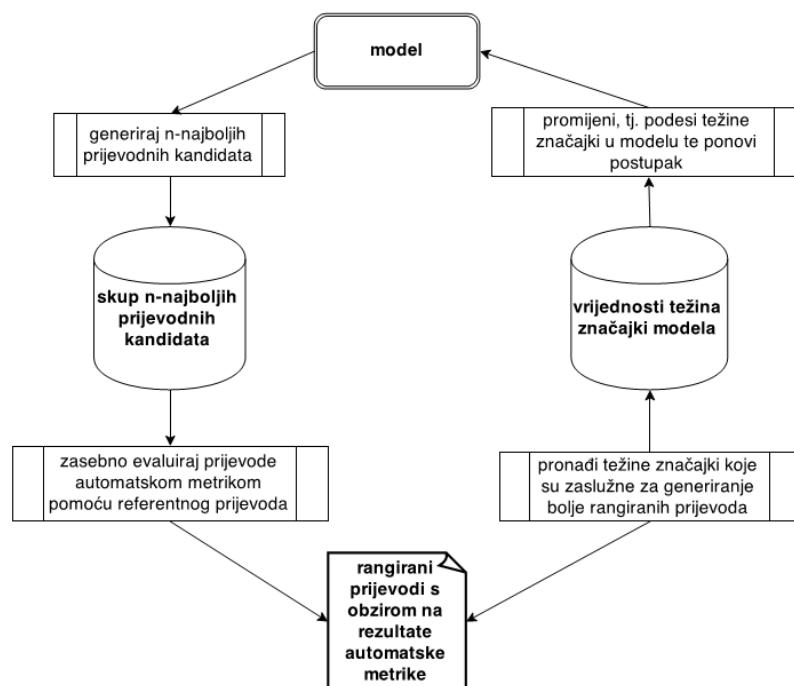 model
generiraj n-najboljih
prijevodnih kandidata
promijeni, tj. podesi težine
značajki u modelu te ponovi
postupak
skup n-najboljih
prijevodnih
kandidata
vrijednosti težina
značajki modela
zasebno evaluiraj prijevode
automatskom metrikom
pomoću referentnog prijevoda
pronađi težine značajki koje
su zaslužne za generiranje
bolje rangiranih prijevoda
rangirani
prijevodi s
obzirom na
rezultate
automatske
metrike